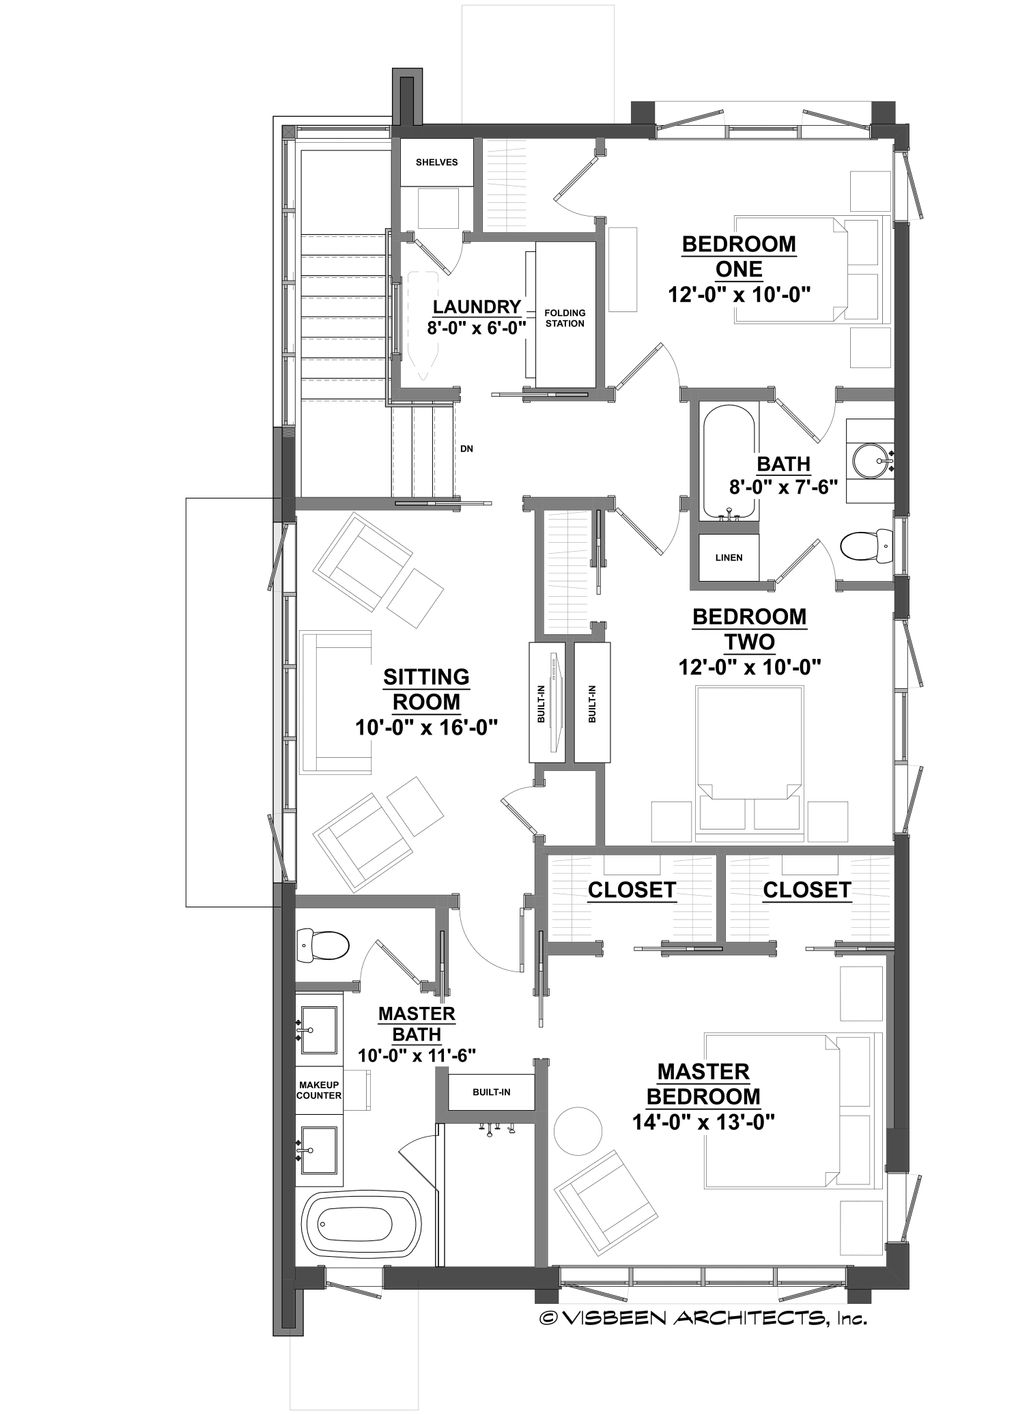 SHELVES
BEDROOM
ONE
12'-0" x 10'-0"
LAUNDRY
8'-0" x 6'-0"
FOLDING
STATION
DN
BATH
8'-0" x 7'-6"
LINEN
BEDROOM
TWO
12'-0" x 10'-0"
SITTING
ROOM
10'-0" x 16'-0"
BUILT-IN
BUILT-IN
CLOSET
CLOSET
MASTER
BATH
10'-0" x 11'-6"
MAKEUP
COUNTER
BUILT-IN
MASTER
BEDROOM
14'-0" x 13'-0"
© VISBEEN ARCHITECTS, Inc.